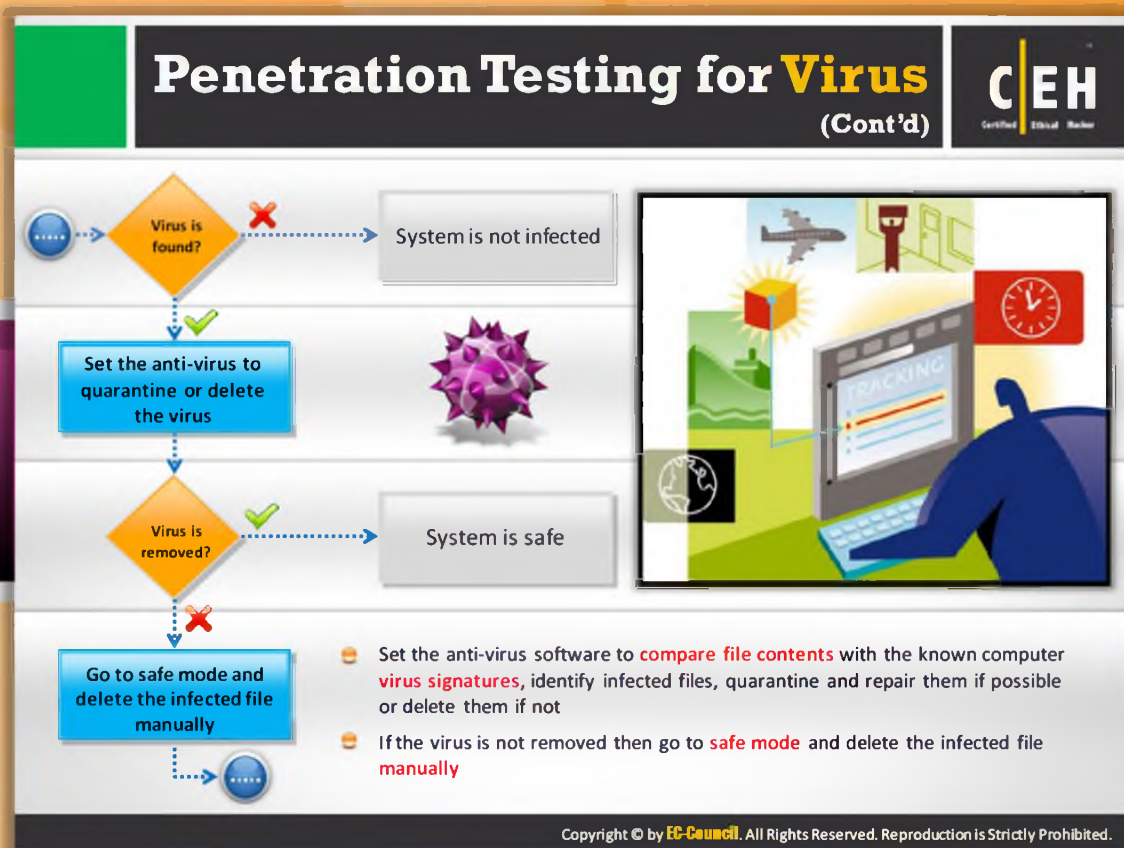 Penetration Testing for Virus
(Cont'd)
C|EH
Certified Ethical Hacker
Virus is
found?
System is not infected
Set the anti-virus to
quarantine or delete
the virus
TRACKING
Virus is
removed?
System is safe
Go to safe mode and
delete the infected file
manually
Set the anti-virus software to compare file contents with the known computer
virus signatures, identify infected files, quarantine and repair them if possible
or delete them if not
If the virus is not removed then go to safe mode and delete the infected file
manually
Copyright © by EC-Council. All Rights Reserved. Reproduction is Strictly Prohibited.